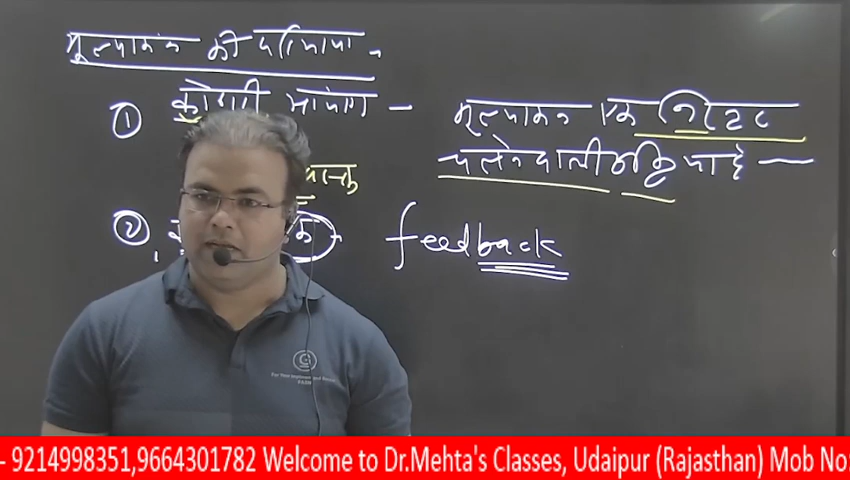 मूल्यांकन की परिभाषा -
① कोठारी आयोग -
मूल्यांकन एक निरंतर
चलने वाली प्रक्रिया है —
②
feedback
- 9214998351,9664301782 Welcome to Dr.Mehta's Classes, Udaipur (Rajasthan) Mob No: